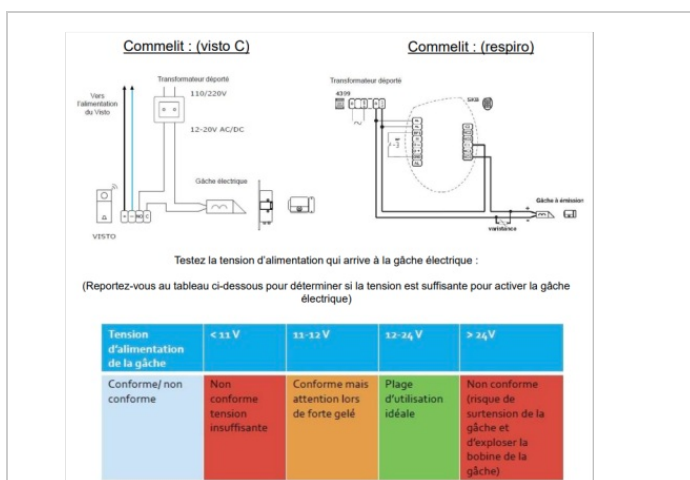 Commelit : (visto C)
Commelit : (respiro)
Transformateur déporté
110/220V
Vers
l'alimentation
du Visto
12-20V AC/DC
Gâche électrique
VISTO
+ - NO C
Transformateur déporté
4339
SKB
Gâche à émission
varistance
Testez la tension d'alimentation qui arrive à la gâche électrique :
(Reportez-vous au tableau ci-dessous pour déterminer si la tension est suffisante pour activer la gâche
électrique)
Tension
d'alimentation
de la gâche
< 11 V
11-12 V
12-24 V
> 24V
Conforme/ non
conforme
Non
conforme
tension
insuffisante
Conforme mais
attention lors
de forte gelé
Plage
d'utilisation
idéale
Non conforme
(risque de
surtension de la
gâche et
d'exploser la
bobine de la
gâche)